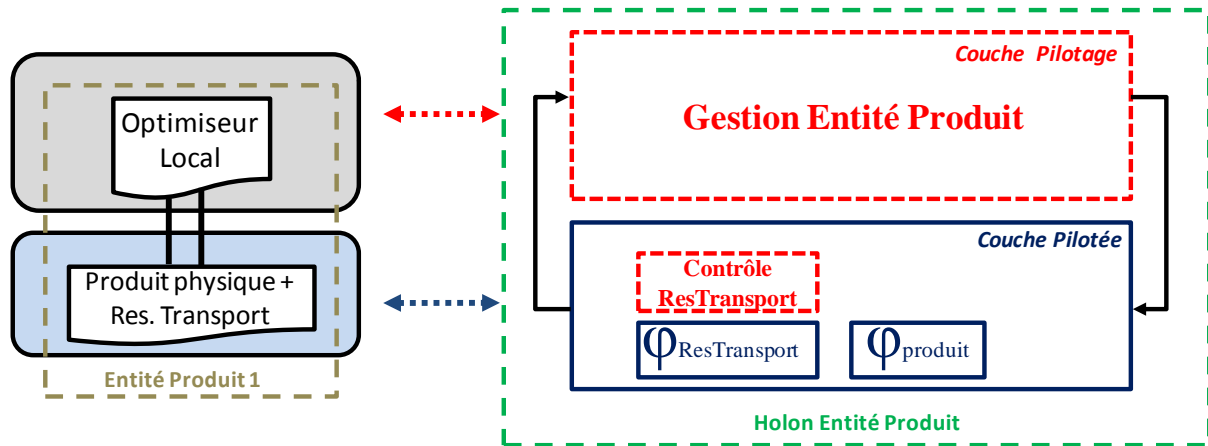 Optimiseur
Local
Produit physique +
Res. Transport
Entité Produit 1
Couche Pilotage
Gestion Entité Produit
Couche Pilotée
Contrôle
ResTransport
φResTransport
φproduit
Holon Entité Produit